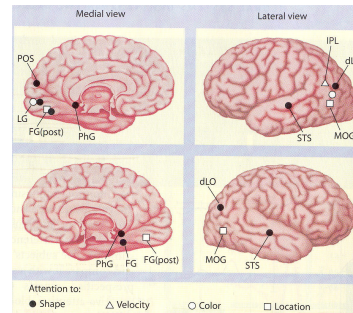 Medial view
Lateral view
POS
LG
FG(post)
PhG
IPL
dL
MOG
STS
PhG
FG
FG(post)
dLO
MOG
STS
Attention to:
Shape
Velocity
Color
Location